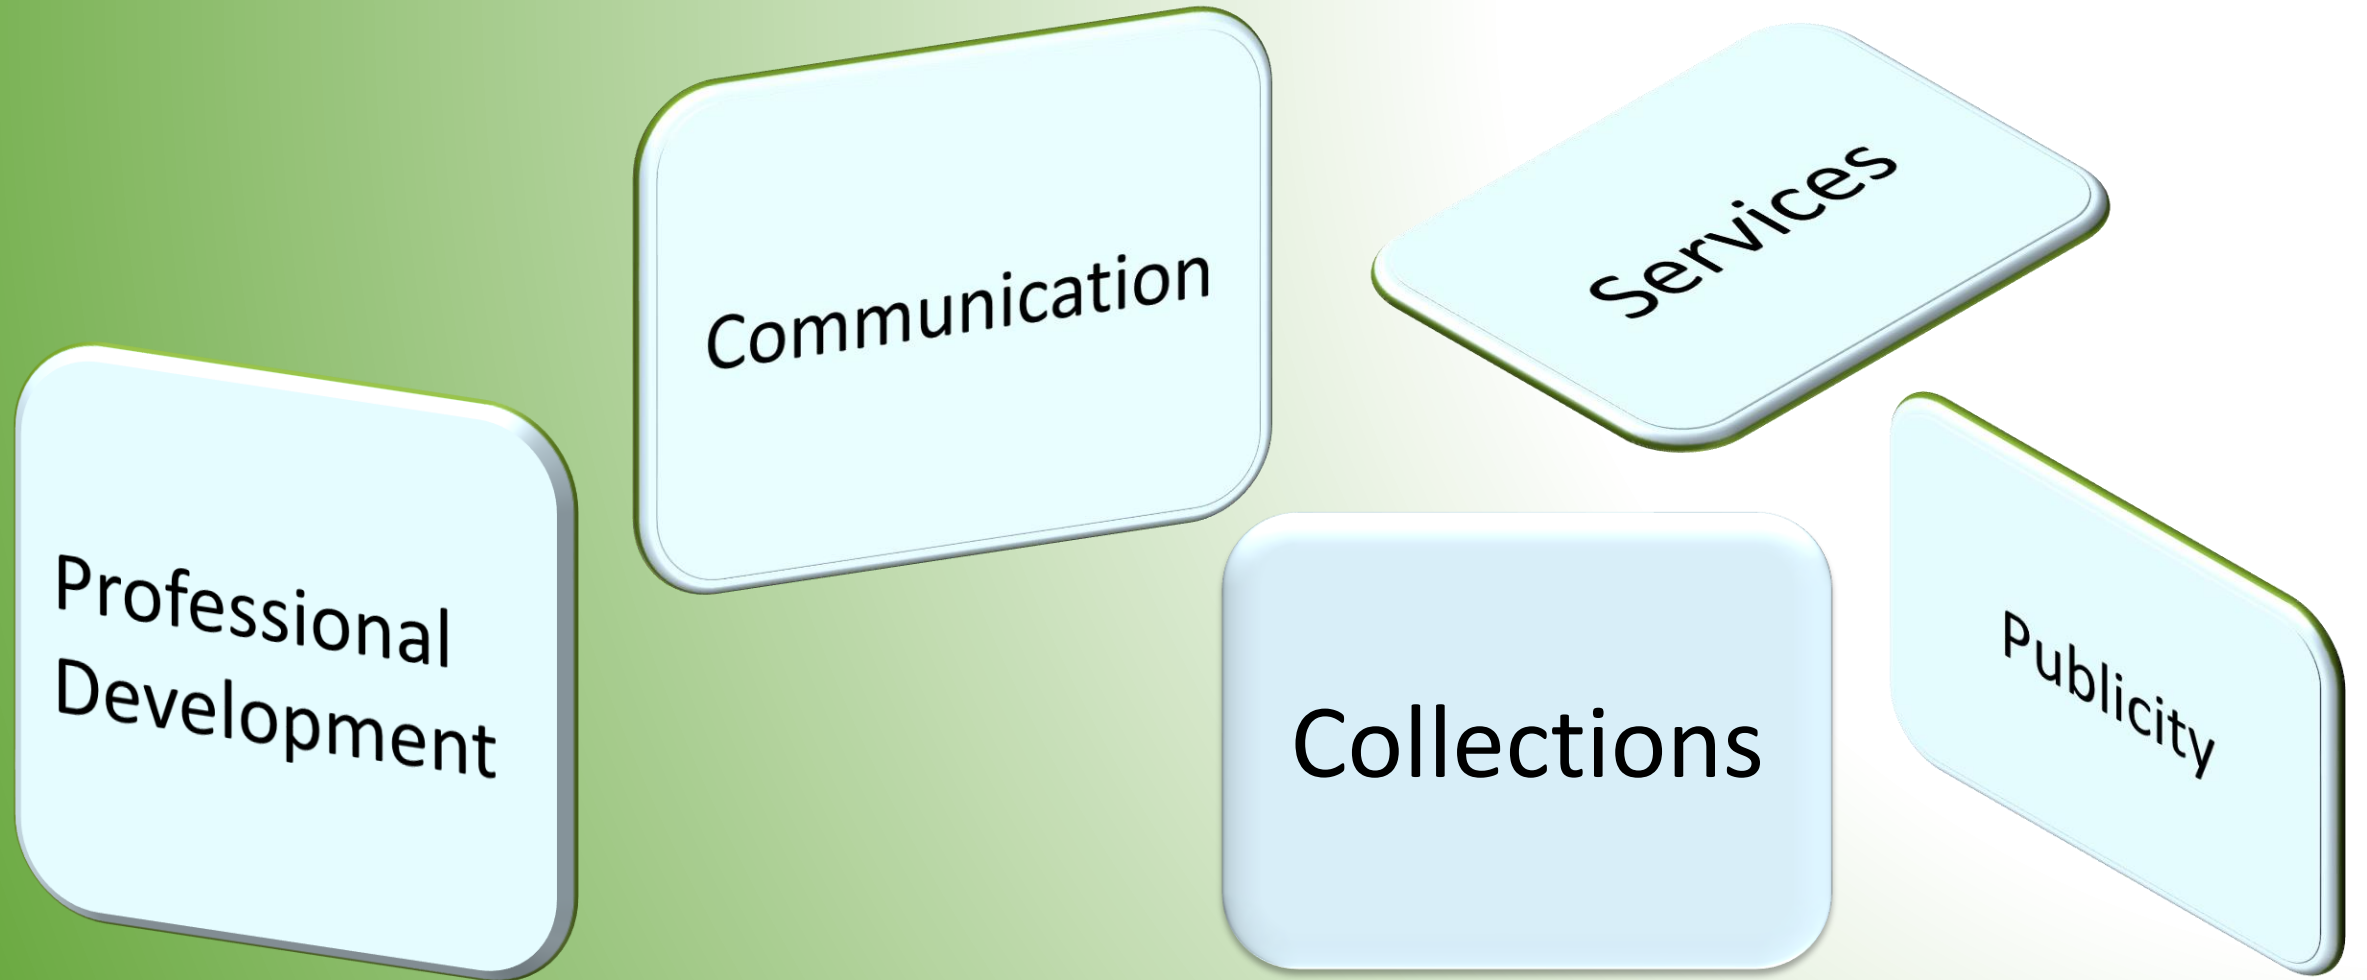 Communication
Services
Professional
Development
Collections
Publicity